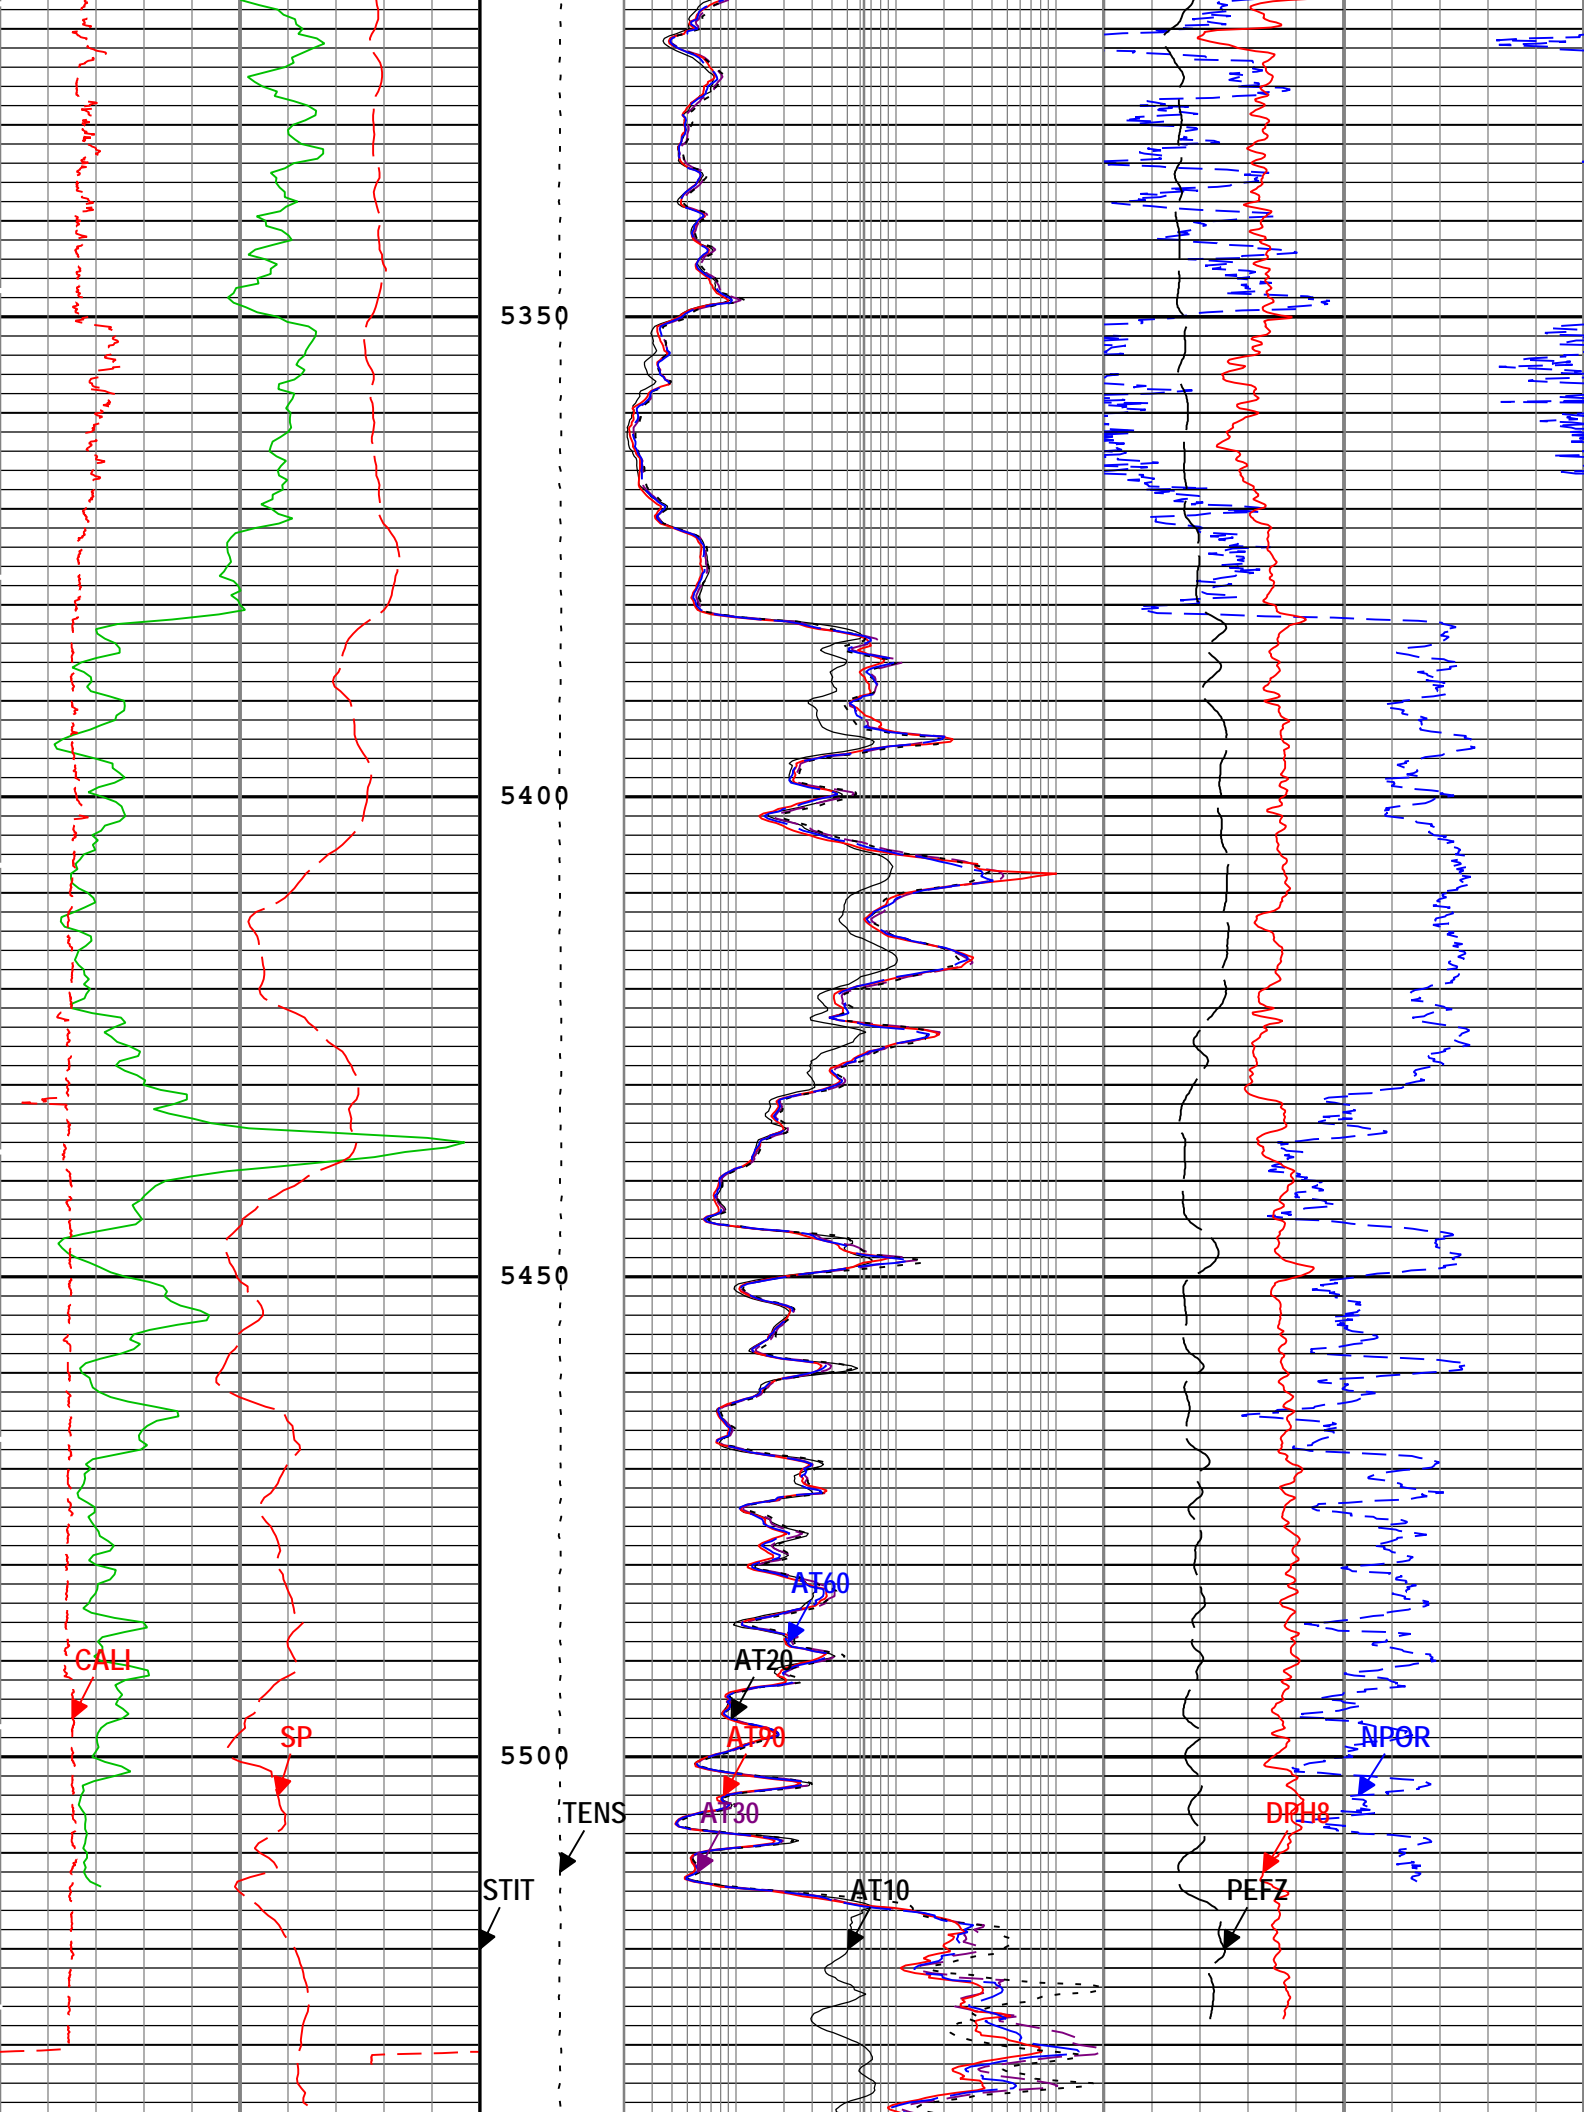 5350
5400
5450
AT60
CALI
AT20
SP
AT90
NPOR
5500
TENS
AT30
DPH8
STIT
AT10
PEFZ